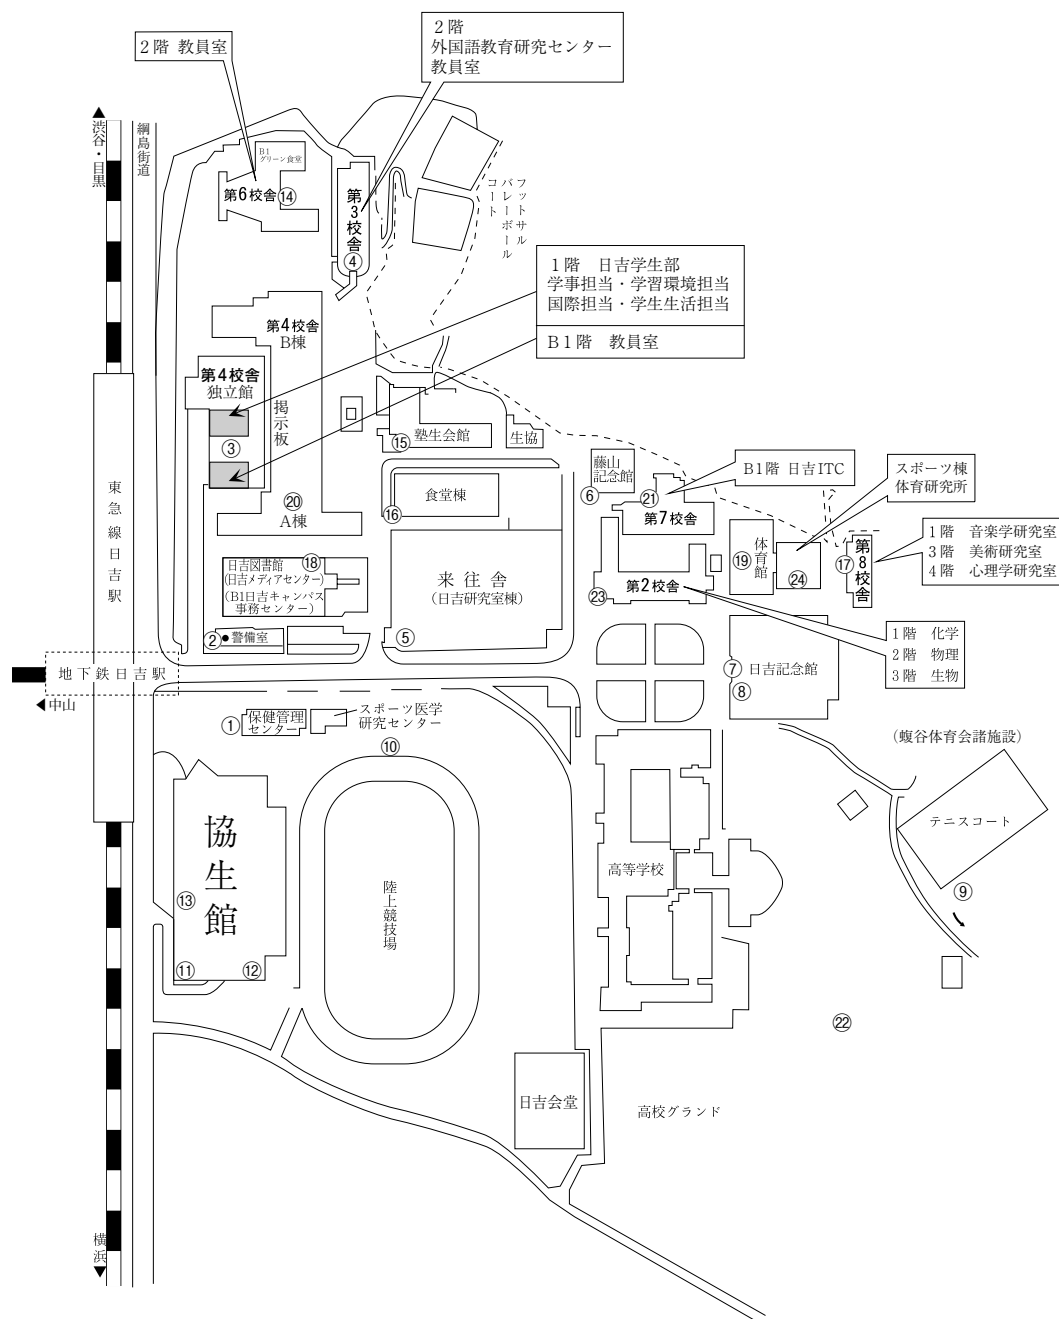 2階 教員室
2階
外国語教育研究センター
教員室
渋谷・目黒
綱島街道
B1
グリーン食堂
第6校舎
⑭
第3校舎
④
フットサル
バレーボール
コート
1階 日吉学生部
学事担当・学習環境担当
国際担当・学生生活担当
B1階 教員室
第4校舎
B棟
第4校舎
独立館
掲示板
③
⑳
A棟
東急線日吉駅
⑮
塾生会館
生協
食堂棟
⑯
藤山
記念館
⑥
㉑
第7校舎
B1階 日吉ITC
スポーツ棟
体育研究所
1階 音楽学研究室
3階 美術研究室
4階 心理学研究室
⑲
体育館
㉔
⑰
第8校舎
日吉図書館
⑱
(日吉メディアセンター)
(B1日吉キャンパス
事務センター)
来往舎
(日吉研究室棟)
第2校舎
㉓
②
警備室
⑤
1階 化学
2階 物理
3階 生物
⑦
日吉記念館
⑧
地下鉄日吉駅
中山
①
保健管理
センター
スポーツ医学
研究センター
⑩
(蝮谷体育会諸施設)
テニスコート
協生館
⑬
⑪
⑫
陸上競技場
高等学校
⑨
㉒
日吉会堂
高校グランド
横浜